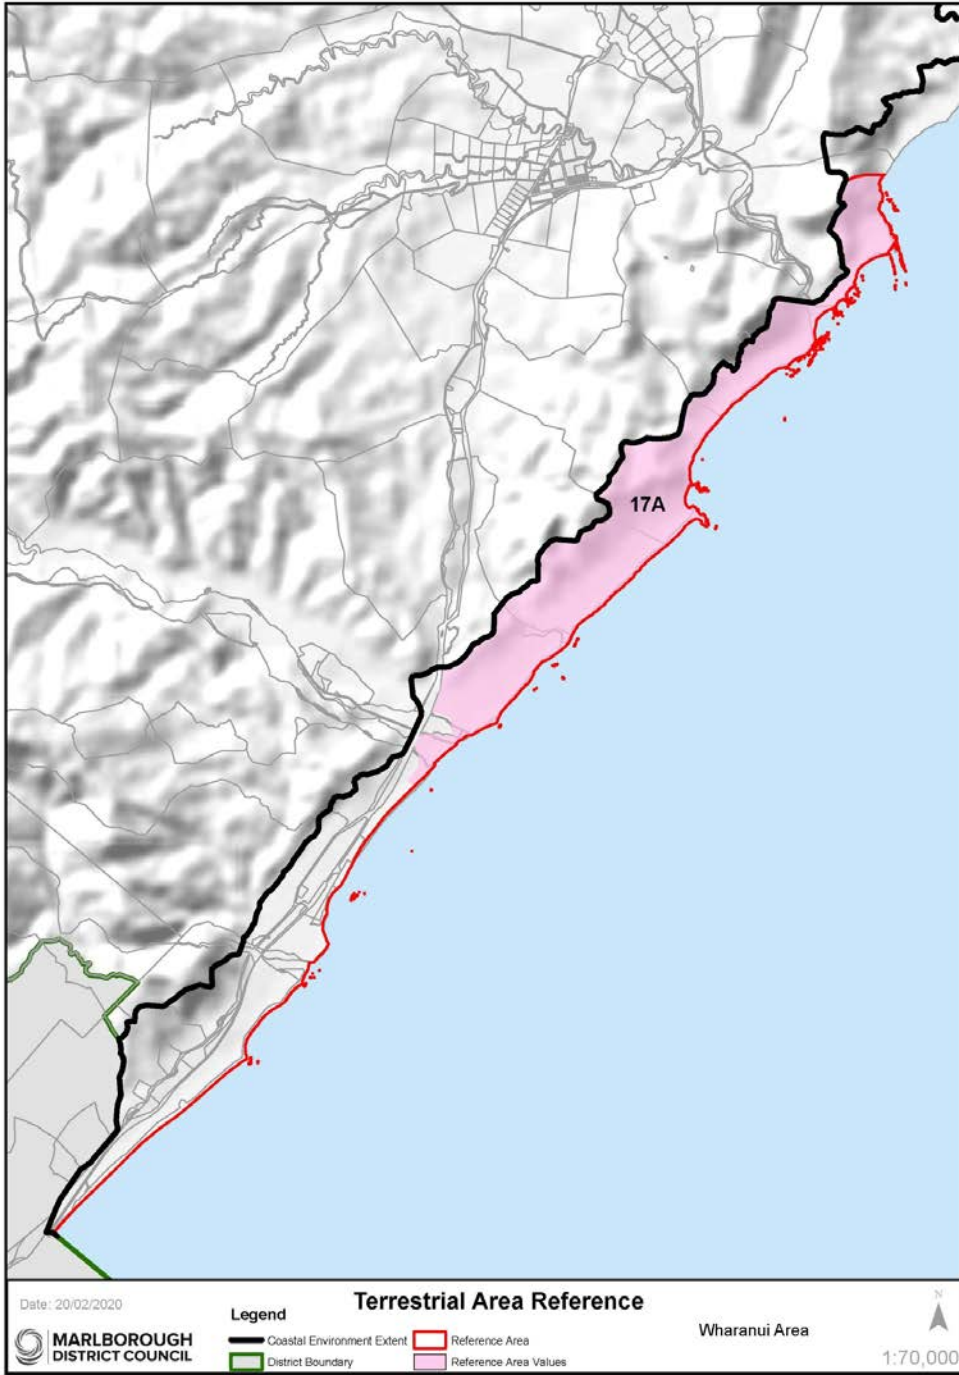 17A
Date: 20/02/2020
MARLBOROUGH
DISTRICT COUNCIL
Legend
Coastal Environment Extent
District Boundary
Reference Area
Reference Area Values
Terrestrial Area Reference
Wharanui Area
N
1:70,000